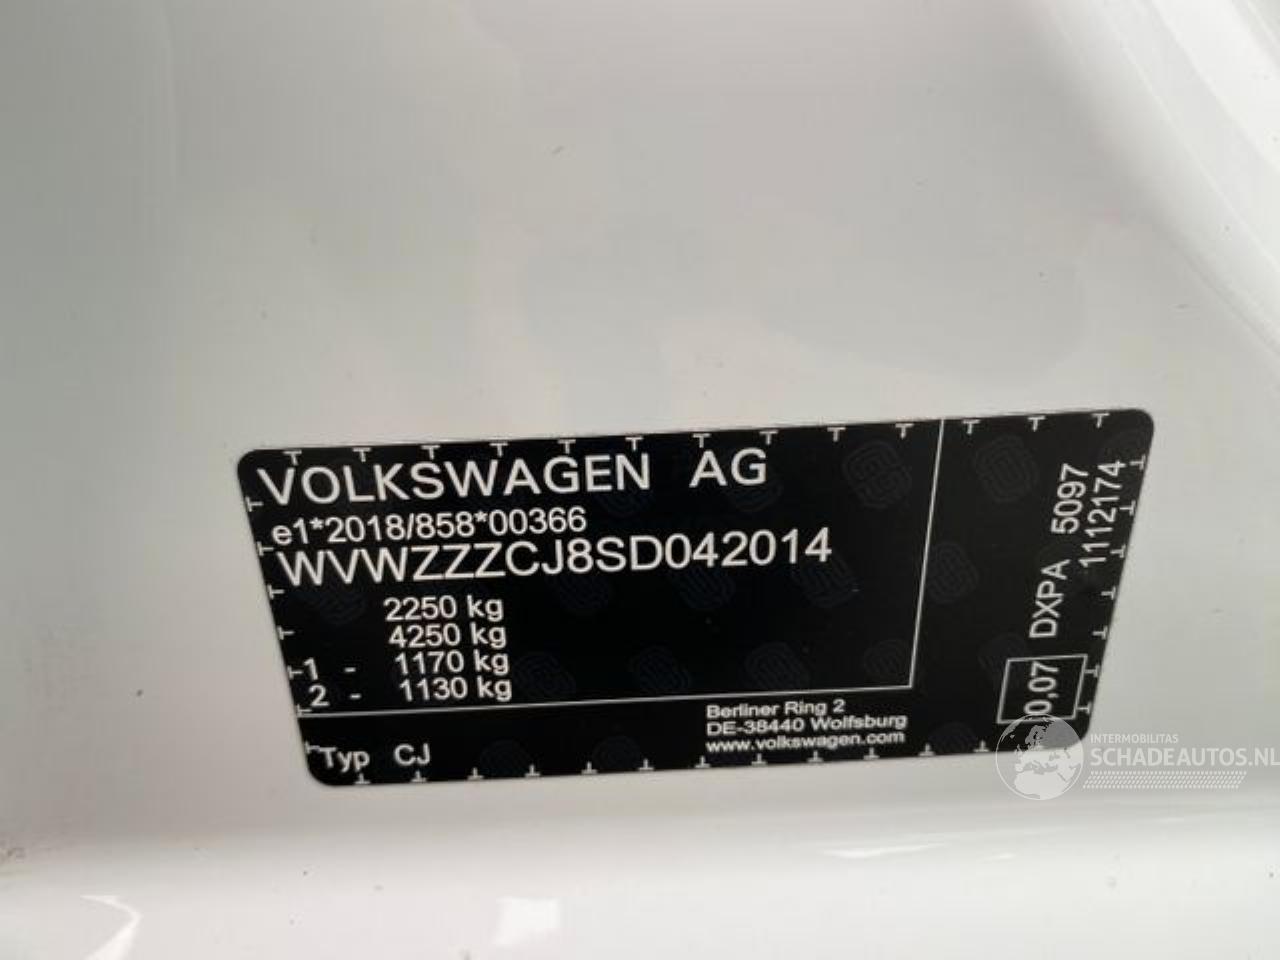 VOLKSWAGEN AG
e1*2018/858*00366
WVWZZZCJ8SD042014
2250 kg
4250 kg
1 - 1170 kg
2 - 1130 kg
Berliner Ring 2
DE-38440 Wolfsburg
www.volkswagen.com
Typ CJ
0,07 DXPA 5097
1112174
INTERMOBILITAS
SCHADEAUTOS.NL